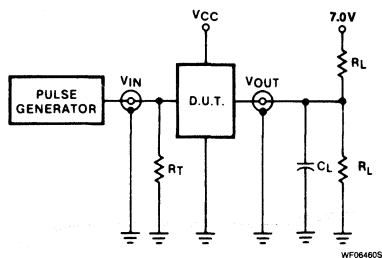 VCC
7.0V
RL
PULSE
GENERATOR
VIN
D.U.T.
VOUT
RT
CL
RL
WF06460S